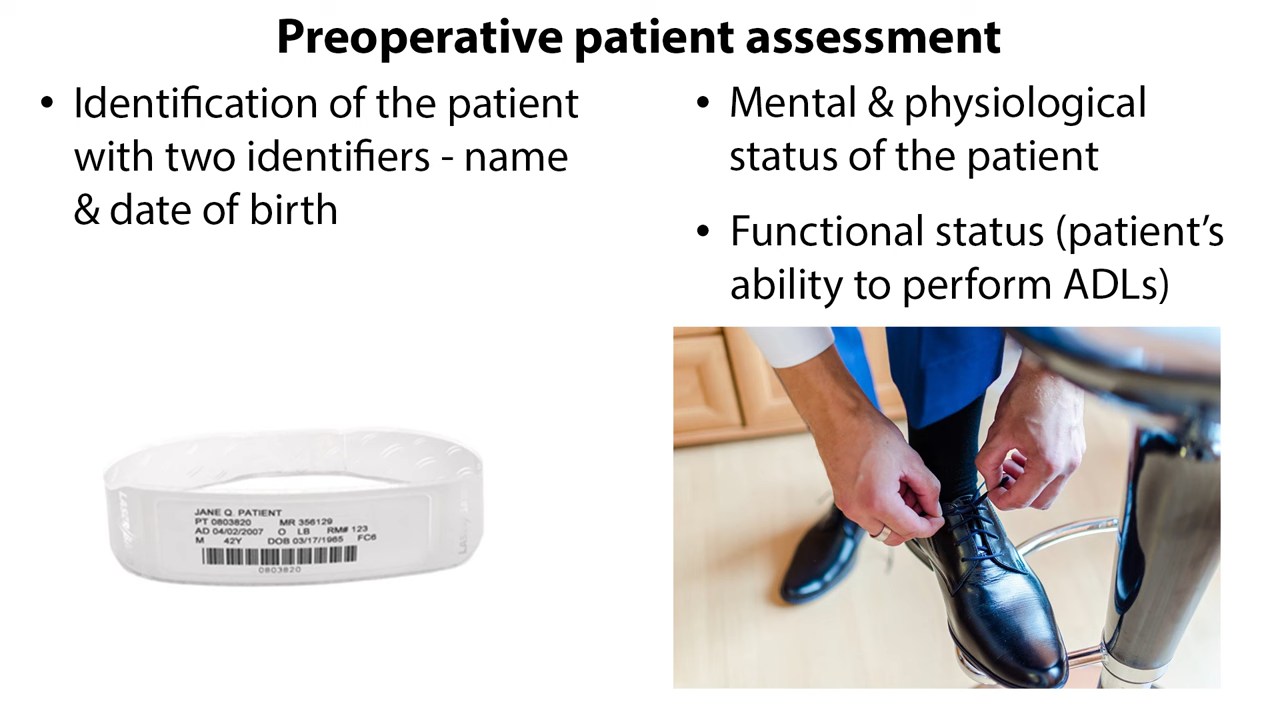 Preoperative patient assessment
• Identification of the patient
with two identifiers - name
& date of birth
• Mental & physiological
status of the patient
• Functional status (patient’s
ability to perform ADLs)
JANE Q. PATIENT
PT 0803820 MR 356129
AD 04/02/2007 O LB RM# 123
M 42Y DOB 03/17/1965 FC6
0803820